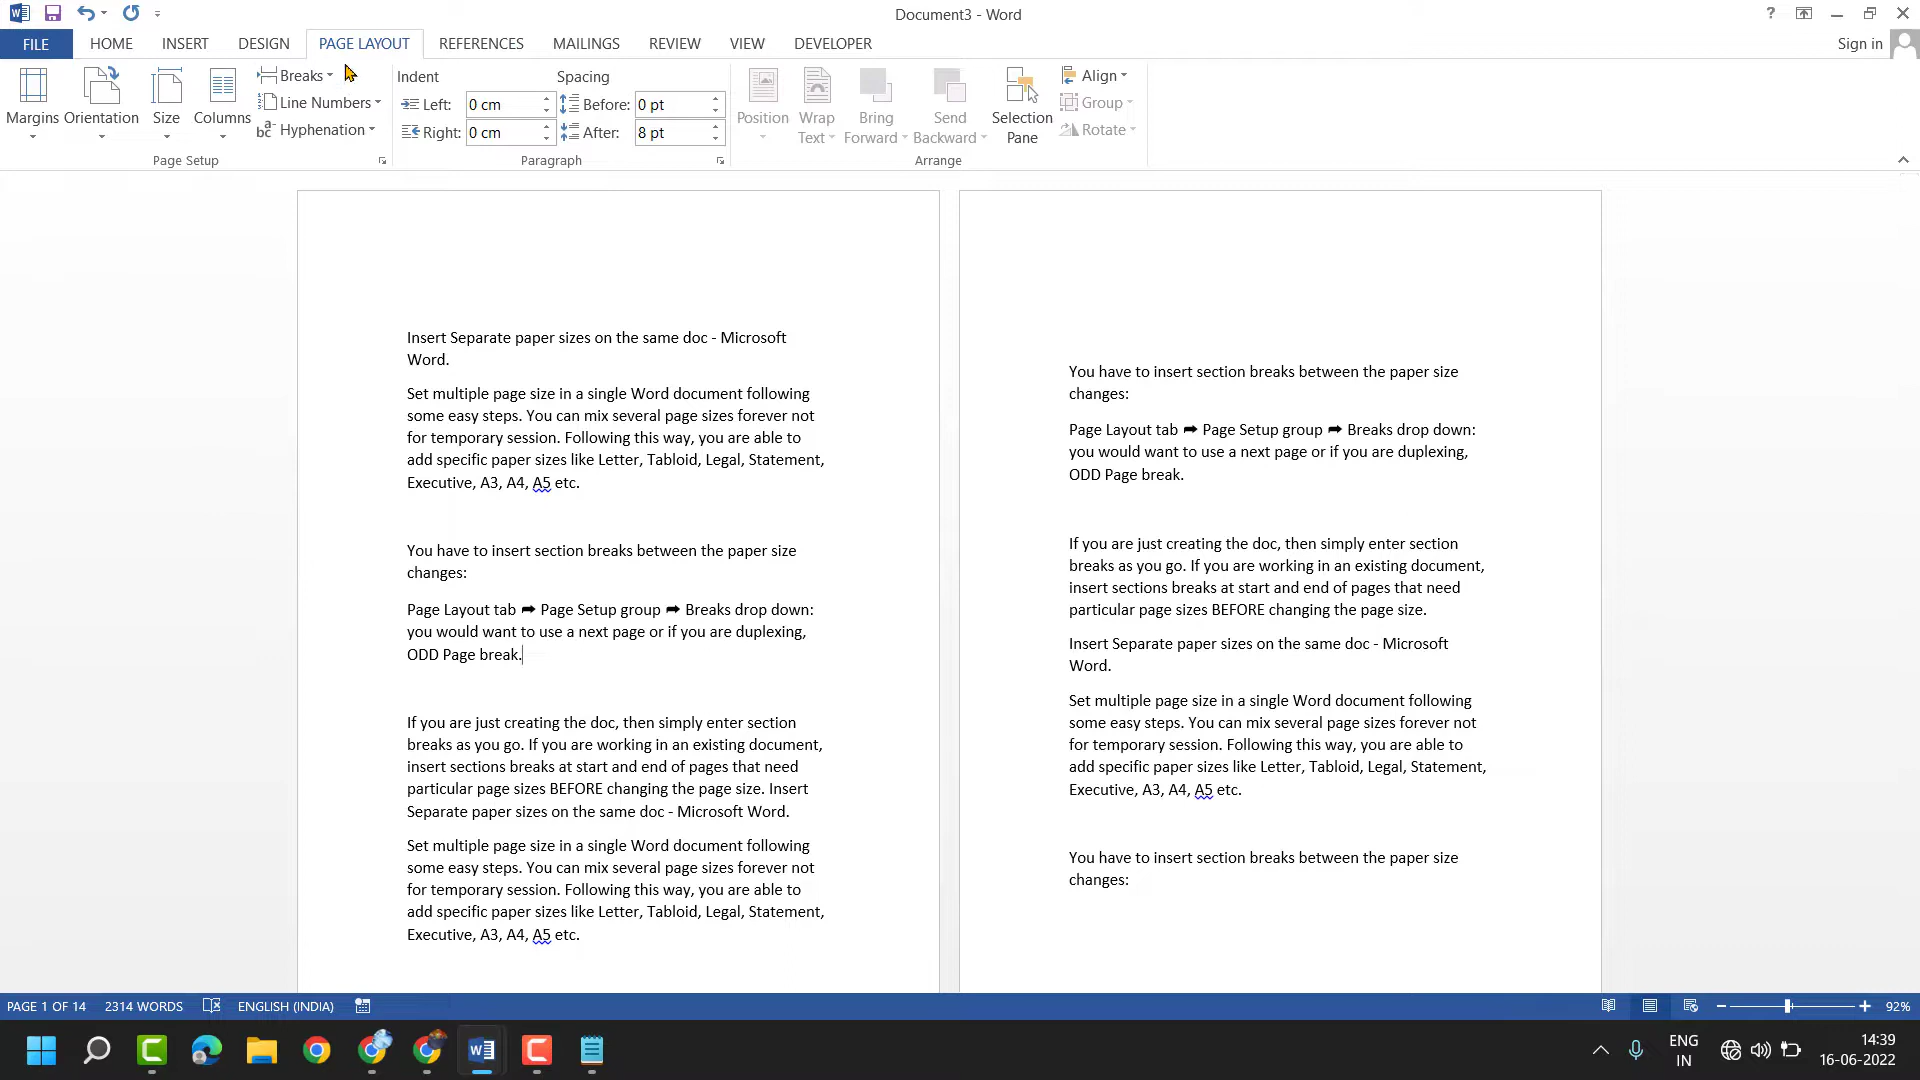 Document3 - Word
?
FILE
HOME
INSERT
DESIGN
PAGE LAYOUT
REFERENCES
MAILINGS
REVIEW
VIEW
DEVELOPER
Sign in
Margins
Orientation
Size
Columns
Breaks
Line Numbers
Hyphenation
Page Setup
Indent
Left: 0 cm
Right: 0 cm
Spacing
Before: 0 pt
After: 8 pt
Paragraph
Position
Wrap
Text
Bring
Forward
Send
Backward
Selection
Pane
Align
Group
Rotate
Arrange
Insert Separate paper sizes on the same doc - Microsoft
Word.
Set multiple page size in a single Word document following
some easy steps. You can mix several page sizes forever not
for temporary session. Following this way, you are able to
add specific paper sizes like Letter, Tabloid, Legal, Statement,
Executive, A3, A4, A5 etc.
You have to insert section breaks between the paper size
changes:
Page Layout tab ➦ Page Setup group ➦ Breaks drop down:
you would want to use a next page or if you are duplexing,
ODD Page break.
If you are just creating the doc, then simply enter section
breaks as you go. If you are working in an existing document,
insert sections breaks at start and end of pages that need
particular page sizes BEFORE changing the page size. Insert
Separate paper sizes on the same doc - Microsoft Word.
Set multiple page size in a single Word document following
some easy steps. You can mix several page sizes forever not
for temporary session. Following this way, you are able to
add specific paper sizes like Letter, Tabloid, Legal, Statement,
Executive, A3, A4, A5 etc.
You have to insert section breaks between the paper size
changes:
Page Layout tab ➦ Page Setup group ➦ Breaks drop down:
you would want to use a next page or if you are duplexing,
ODD Page break.
If you are just creating the doc, then simply enter section
breaks as you go. If you are working in an existing document,
insert sections breaks at start and end of pages that need
particular page sizes BEFORE changing the page size.
Insert Separate paper sizes on the same doc - Microsoft
Word.
Set multiple page size in a single Word document following
some easy steps. You can mix several page sizes forever not
for temporary session. Following this way, you are able to
add specific paper sizes like Letter, Tabloid, Legal, Statement,
Executive, A3, A4, A5 etc.
You have to insert section breaks between the paper size
changes:
PAGE 1 OF 14
2314 WORDS
ENGLISH (INDIA)
92%
ENG
IN
14:39
16-06-2022